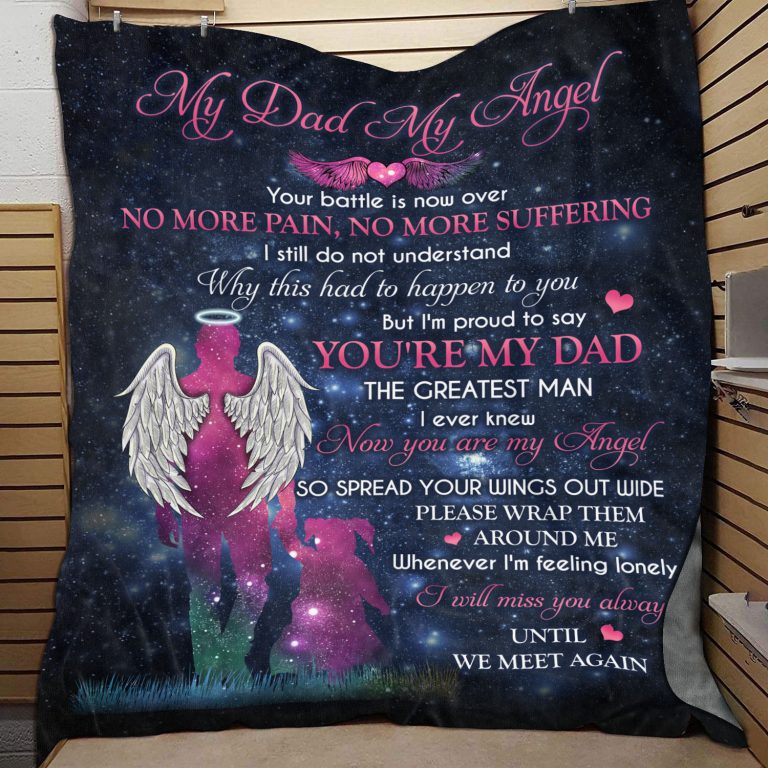 My Dad My Angel
Your battle is now over
NO MORE PAIN, NO MORE SUFFERING
I still do not understand
Why this had to happen to you
But I'm proud to say
YOU'RE MY DAD
THE GREATEST MAN
I ever knew
Now you are my Angel
SO SPREAD YOUR WINGS OUT WIDE
PLEASE WRAP THEM
AROUND ME
Whenever I'm feeling lonely
I will miss you alway
UNTIL
WE MEET AGAIN